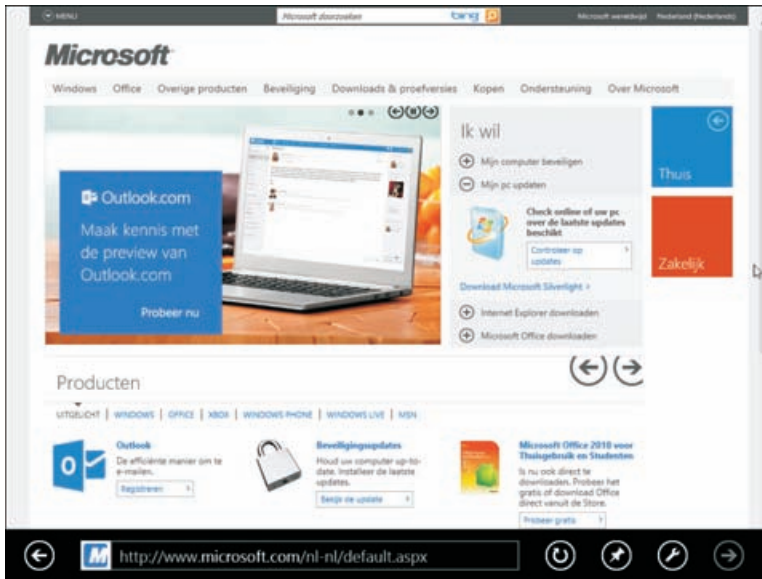 MENU
Microsoft doorzoeken
bing
Microsoft wereldwijd Nederland (Nederlands)
Microsoft
Windows Office Overige producten Beveiliging Downloads & proefversies Kopen Ondersteuning Over Microsoft
Outlook.com
Maak kennis met
de preview van
Outlook.com
Probeer nu
Ik wil
Mijn computer beveiligen
Mijn pc updaten
Check online of uw pc
over de laatste updates
beschikt
Controleer op
updates
Download Microsoft Silverlight
Internet Explorer downloaden
Microsoft Office downloaden
Thuis
Zakelijk
Producten
UITGELICHT | WINDOWS | OFFICE | XBOX | WINDOWS PHONE | WINDOWS LIVE | MSN
Outlook
De efficiënte manier om te
e-mailen.
Registreren
Beveiligingsupdates
Houd uw computer up-to-
date. Installeer de laatste
updates.
Bekijk de update
Microsoft Office 2010 voor
Thuisgebruik en Studenten
Is nu ook direct te
downloaden. Probeer het
gratis of download Office
direct vanuit de Store.
Probeer gratis
http://www.microsoft.com/nl-nl/default.aspx